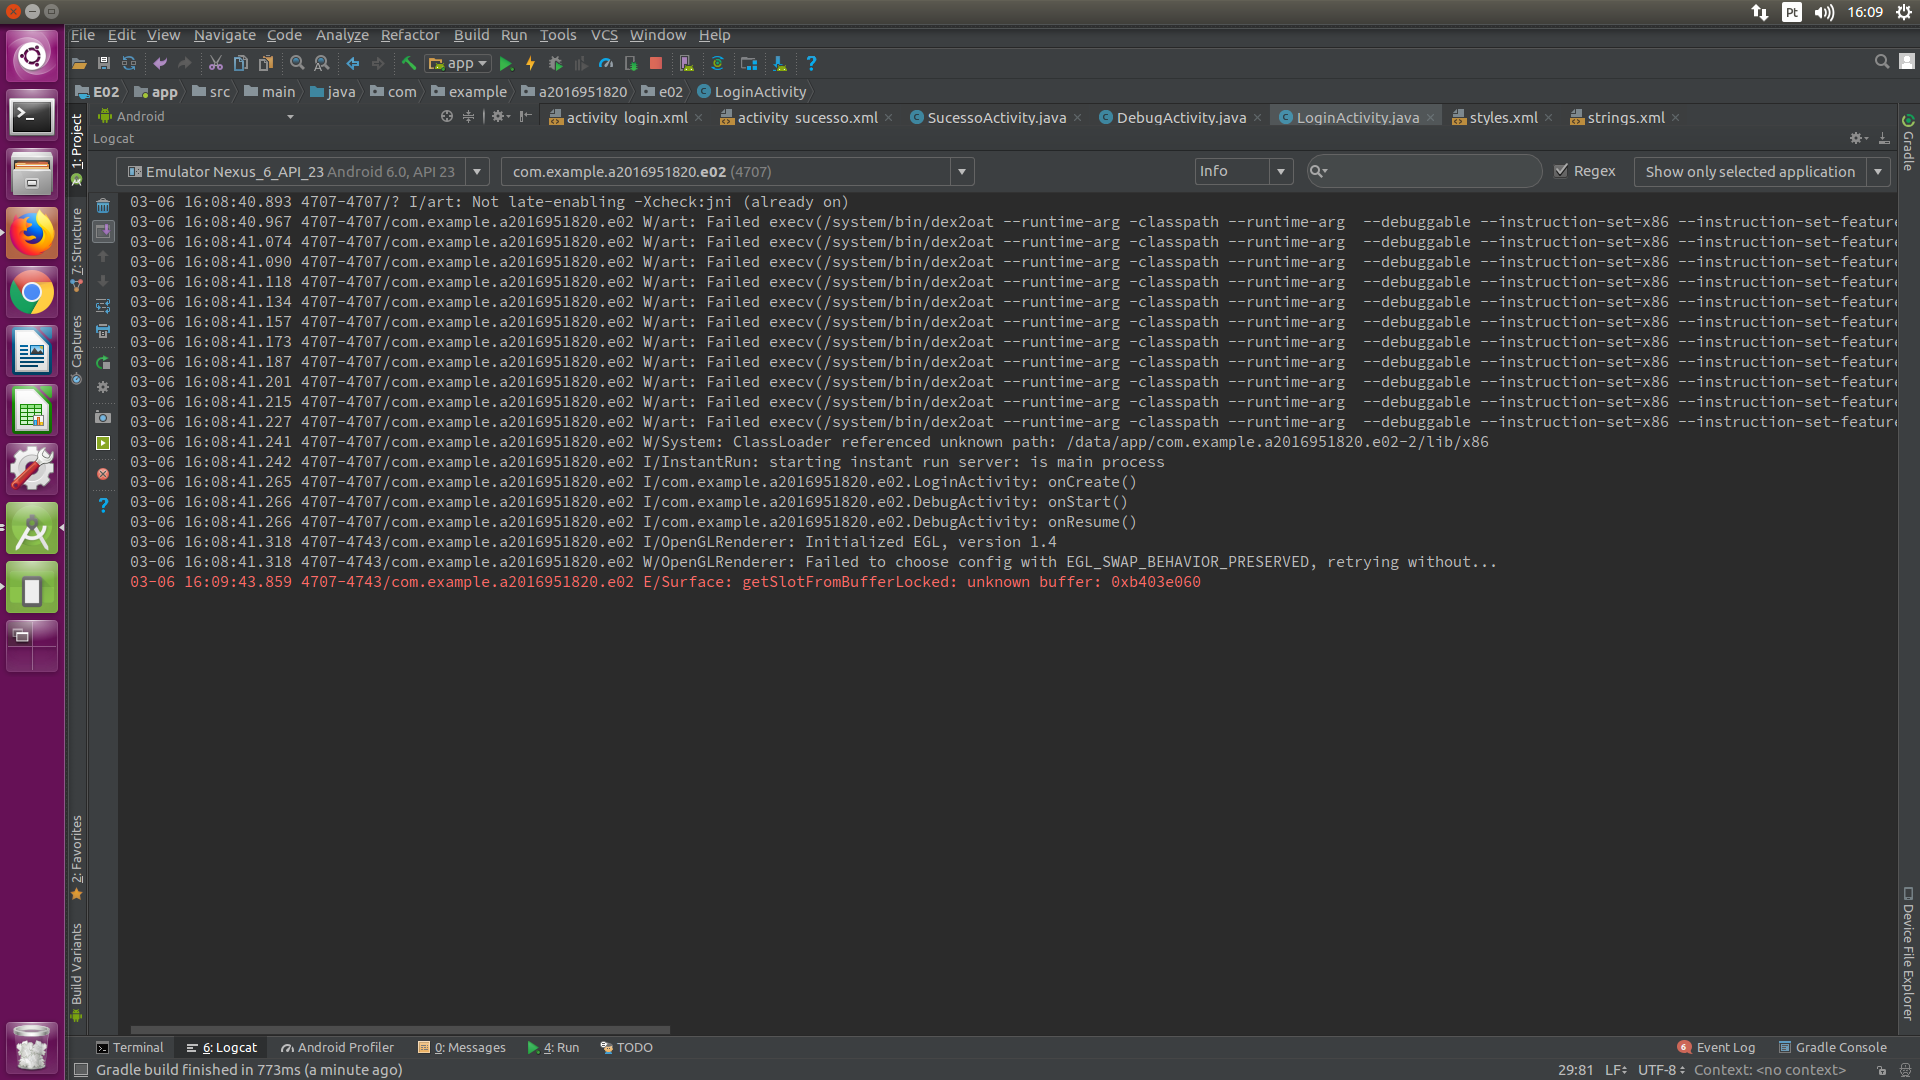 Pt 16:09
File Edit View Navigate Code Analyze Refactor Build Run Tools VCS Window Help
app
E02 app src main java com example a2016951820 e02 LoginActivity
Android activity_login.xml activity_sucesso.xml SucessoActivity.java DebugActivity.java LoginActivity.java styles.xml strings.xml
Logcat
Emulator Nexus_6_API_23 Android 6.0, API 23 com.example.a2016951820.e02 (4707) Info Regex Show only selected application
03-06 16:08:40.893 4707-4707/? I/art: Not late-enabling -Xcheck:jni (already on)
03-06 16:08:40.967 4707-4707/com.example.a2016951820.e02 W/art: Failed execv(/system/bin/dex2oat --runtime-arg -classpath --runtime-arg  --debuggable --instruction-set=x86 --instruction-set-feature
03-06 16:08:41.074 4707-4707/com.example.a2016951820.e02 W/art: Failed execv(/system/bin/dex2oat --runtime-arg -classpath --runtime-arg  --debuggable --instruction-set=x86 --instruction-set-feature
03-06 16:08:41.090 4707-4707/com.example.a2016951820.e02 W/art: Failed execv(/system/bin/dex2oat --runtime-arg -classpath --runtime-arg  --debuggable --instruction-set=x86 --instruction-set-feature
03-06 16:08:41.118 4707-4707/com.example.a2016951820.e02 W/art: Failed execv(/system/bin/dex2oat --runtime-arg -classpath --runtime-arg  --debuggable --instruction-set=x86 --instruction-set-feature
03-06 16:08:41.134 4707-4707/com.example.a2016951820.e02 W/art: Failed execv(/system/bin/dex2oat --runtime-arg -classpath --runtime-arg  --debuggable --instruction-set=x86 --instruction-set-feature
03-06 16:08:41.157 4707-4707/com.example.a2016951820.e02 W/art: Failed execv(/system/bin/dex2oat --runtime-arg -classpath --runtime-arg  --debuggable --instruction-set=x86 --instruction-set-feature
03-06 16:08:41.173 4707-4707/com.example.a2016951820.e02 W/art: Failed execv(/system/bin/dex2oat --runtime-arg -classpath --runtime-arg  --debuggable --instruction-set=x86 --instruction-set-feature
03-06 16:08:41.187 4707-4707/com.example.a2016951820.e02 W/art: Failed execv(/system/bin/dex2oat --runtime-arg -classpath --runtime-arg  --debuggable --instruction-set=x86 --instruction-set-feature
03-06 16:08:41.201 4707-4707/com.example.a2016951820.e02 W/art: Failed execv(/system/bin/dex2oat --runtime-arg -classpath --runtime-arg  --debuggable --instruction-set=x86 --instruction-set-feature
03-06 16:08:41.215 4707-4707/com.example.a2016951820.e02 W/art: Failed execv(/system/bin/dex2oat --runtime-arg -classpath --runtime-arg  --debuggable --instruction-set=x86 --instruction-set-feature
03-06 16:08:41.227 4707-4707/com.example.a2016951820.e02 W/art: Failed execv(/system/bin/dex2oat --runtime-arg -classpath --runtime-arg  --debuggable --instruction-set=x86 --instruction-set-feature
03-06 16:08:41.241 4707-4707/com.example.a2016951820.e02 W/System: ClassLoader referenced unknown path: /data/app/com.example.a2016951820.e02-2/lib/x86
03-06 16:08:41.242 4707-4707/com.example.a2016951820.e02 I/InstantRun: starting instant run server: is main process
03-06 16:08:41.265 4707-4707/com.example.a2016951820.e02 I/com.example.a2016951820.e02.LoginActivity: onCreate()
03-06 16:08:41.266 4707-4707/com.example.a2016951820.e02 I/com.example.a2016951820.e02.DebugActivity: onStart()
03-06 16:08:41.266 4707-4707/com.example.a2016951820.e02 I/com.example.a2016951820.e02.DebugActivity: onResume()
03-06 16:08:41.318 4707-4743/com.example.a2016951820.e02 I/OpenGLRenderer: Initialized EGL, version 1.4
03-06 16:08:41.318 4707-4743/com.example.a2016951820.e02 W/OpenGLRenderer: Failed to choose config with EGL_SWAP_BEHAVIOR_PRESERVED, retrying without...
03-06 16:09:43.859 4707-4743/com.example.a2016951820.e02 E/Surface: getSlotFromBufferLocked: unknown buffer: 0xb403e060
1: Project
7: Structure
Captures
2: Favorites
Build Variants
Gradle
Device File Explorer
Terminal 6: Logcat Android Profiler 0: Messages 4: Run TODO 6 Event Log Gradle Console
Gradle build finished in 773ms (a minute ago) 29:81 LF UTF-8 Context: <no context>